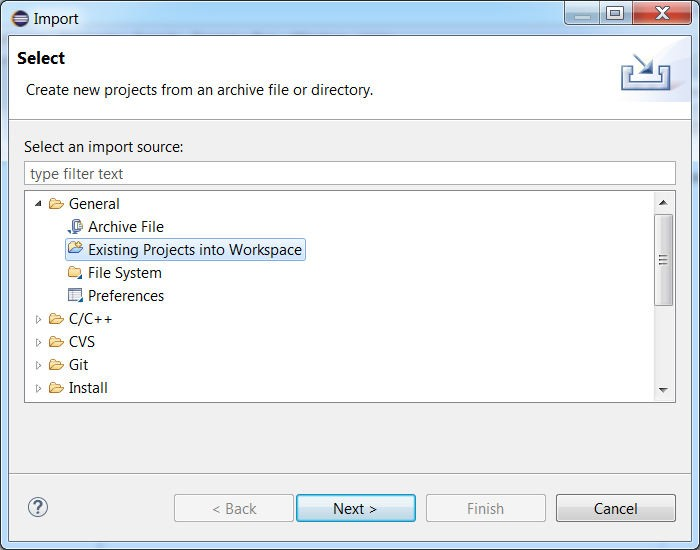 Import
Select
Create new projects from an archive file or directory.
Select an import source:
type filter text
General
Archive File
Existing Projects into Workspace
File System
Preferences
C/C++
CVS
Git
Install
?
< Back
Next >
Finish
Cancel